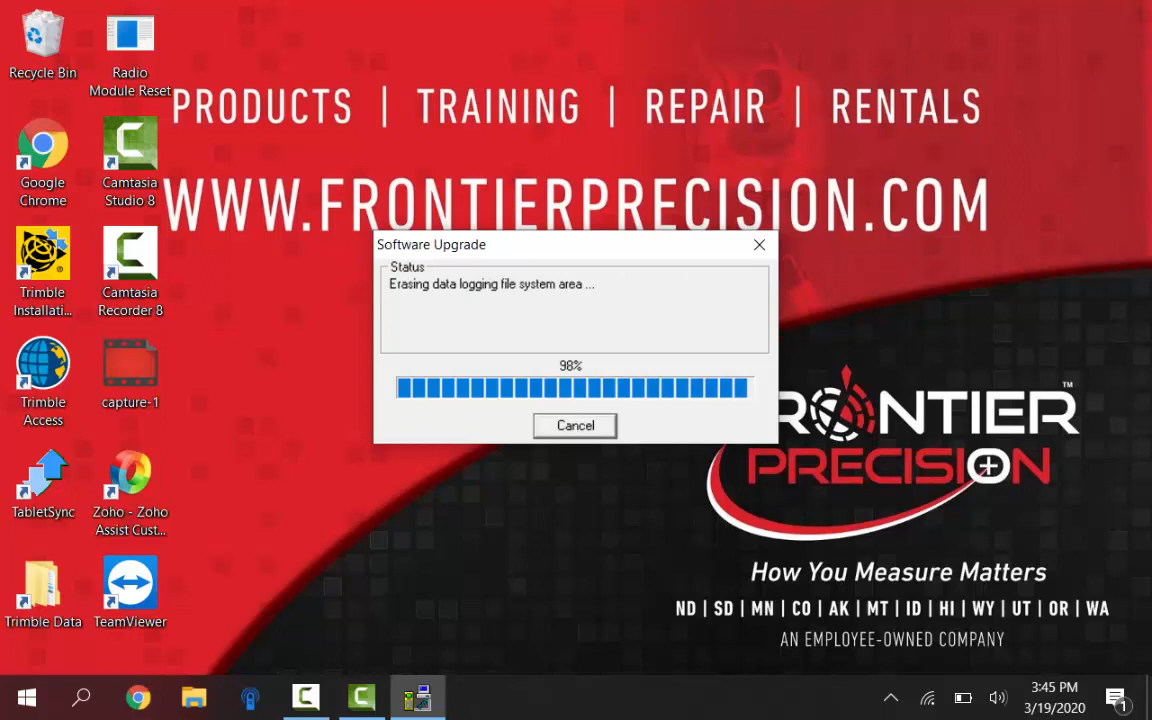 PRODUCTS | TRAINING | REPAIR | RENTALS
WWW.FRONTIERPRECISION.COM
Recycle Bin
Radio
Module Reset
Google
Chrome
Camtasia
Studio 8
Trimble
Installati...
Camtasia
Recorder 8
Trimble
Access
capture-1
TabletSync
Zoho - Zoho
Assist Cust...
Trimble Data
TeamViewer
Software Upgrade
Status
Erasing data logging file system area ...
98%
Cancel
FRONTIER™
PRECISION
How You Measure Matters
ND | SD | MN | CO | AK | MT | ID | HI | WY | UT | OR | WA
AN EMPLOYEE-OWNED COMPANY
3:45 PM
3/19/2020
1